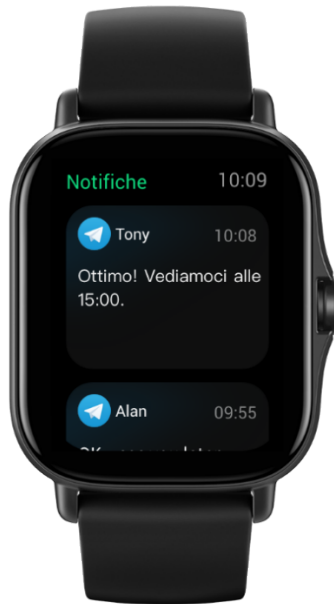 Notifiche 10:09
Tony 10:08
Ottimo! Vediamoci alle
15:00.
Alan 09:55